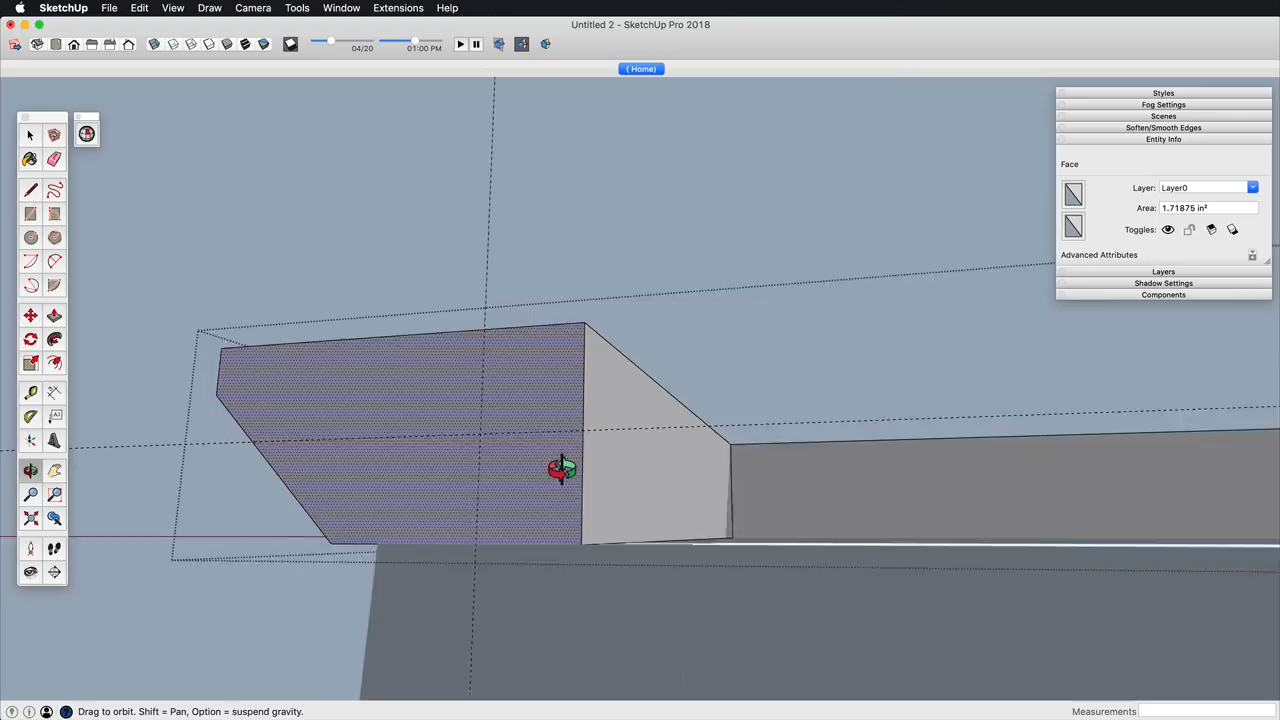 SketchUp File Edit View Draw Camera Tools Window Extensions Help
Untitled 2 - SketchUp Pro 2018
04/20 01:00 PM
( Home)
Styles
Fog Settings
Scenes
Soften/Smooth Edges
Entity Info
Face
Layer: Layer0
Area: 1.71875 in²
Toggles:
Advanced Attributes
Layers
Shadow Settings
Components
A1
Drag to orbit. Shift = Pan, Option = suspend gravity.
Measurements